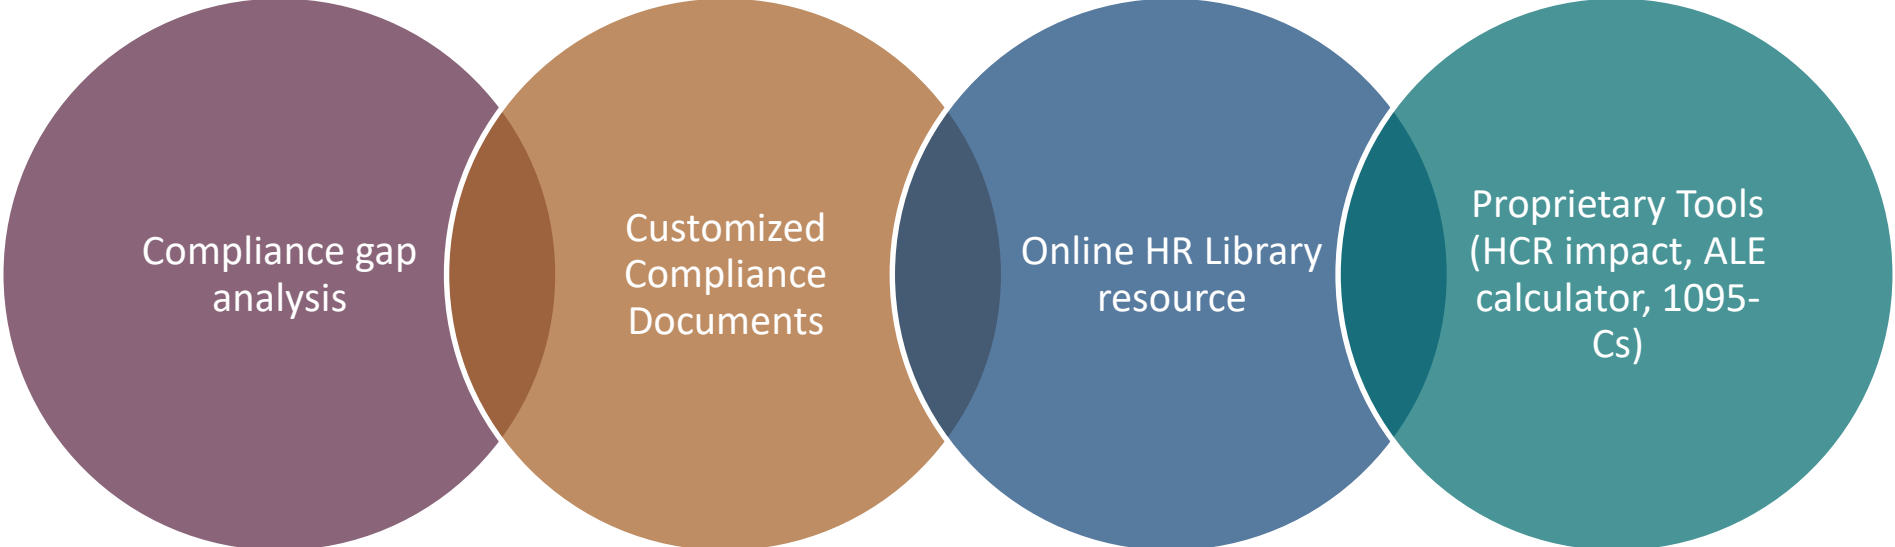 Compliance gap
analysis
Customized
Compliance
Documents
Online HR Library
resource
Proprietary Tools
(HCR impact, ALE
calculator, 1095-
Cs)